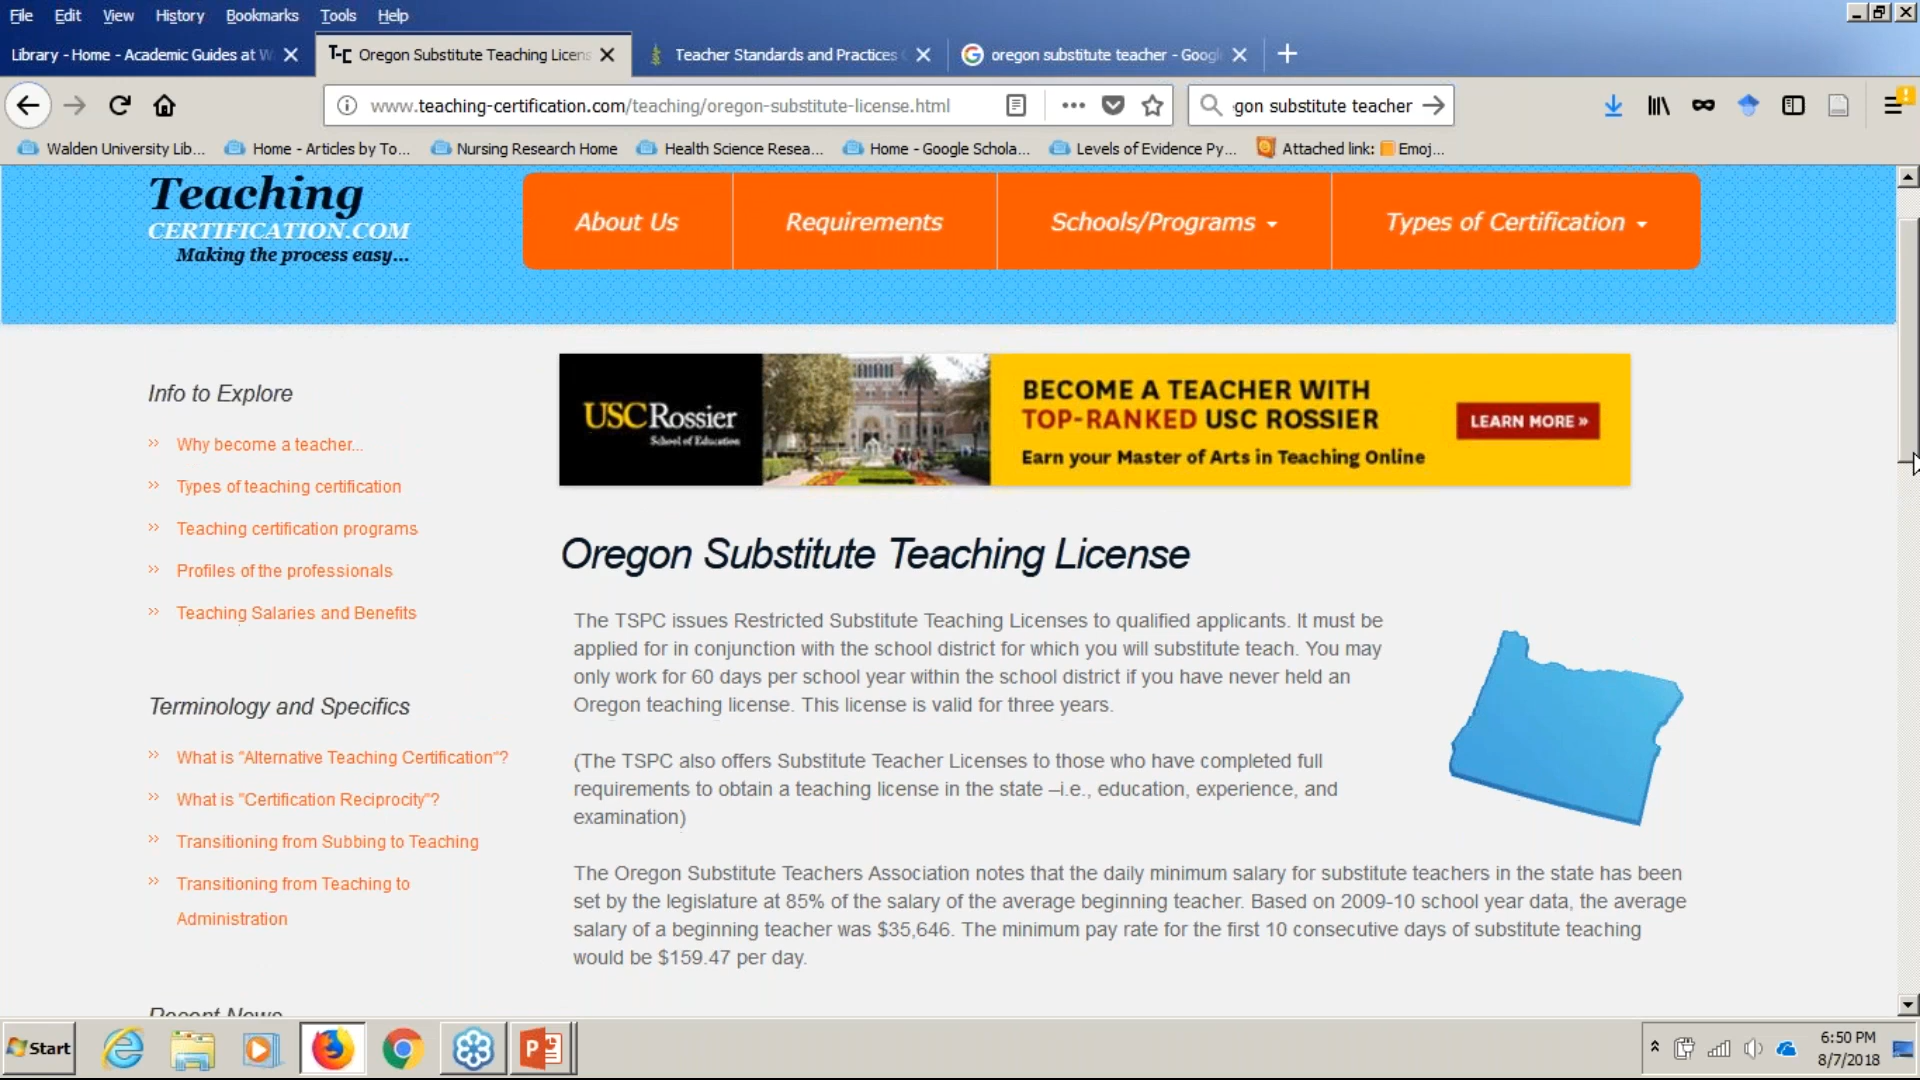 File Edit View History Bookmarks Tools Help
Library - Home - Academic Guides at W
T-C Oregon Substitute Teaching Licens
Teacher Standards and Practices
oregon substitute teacher - Googl
www.teaching-certification.com/teaching/oregon-substitute-license.html
gon substitute teacher
Walden University Lib...
Home - Articles by To...
Nursing Research Home
Health Science Resea...
Home - Google Schola...
Levels of Evidence Py...
Attached link: Emoj...
Teaching
CERTIFICATION.COM
Making the process easy...
About Us
Requirements
Schools/Programs
Types of Certification
Info to Explore
Why become a teacher...
Types of teaching certification
Teaching certification programs
Profiles of the professionals
Teaching Salaries and Benefits
Terminology and Specifics
What is "Alternative Teaching Certification"?
What is "Certification Reciprocity"?
Transitioning from Subbing to Teaching
Transitioning from Teaching to
Administration
Recent News
USC Rossier
School of Education
BECOME A TEACHER WITH
TOP-RANKED USC ROSSIER
Earn your Master of Arts in Teaching Online
LEARN MORE »
Oregon Substitute Teaching License
The TSPC issues Restricted Substitute Teaching Licenses to qualified applicants. It must be
applied for in conjunction with the school district for which you will substitute teach. You may
only work for 60 days per school year within the school district if you have never held an
Oregon teaching license. This license is valid for three years.
(The TSPC also offers Substitute Teacher Licenses to those who have completed full
requirements to obtain a teaching license in the state –i.e., education, experience, and
examination)
The Oregon Substitute Teachers Association notes that the daily minimum salary for substitute teachers in the state has been
set by the legislature at 85% of the salary of the average beginning teacher. Based on 2009-10 school year data, the average
salary of a beginning teacher was $35,646. The minimum pay rate for the first 10 consecutive days of substitute teaching
would be $159.47 per day.
Start
6:50 PM
8/7/2018